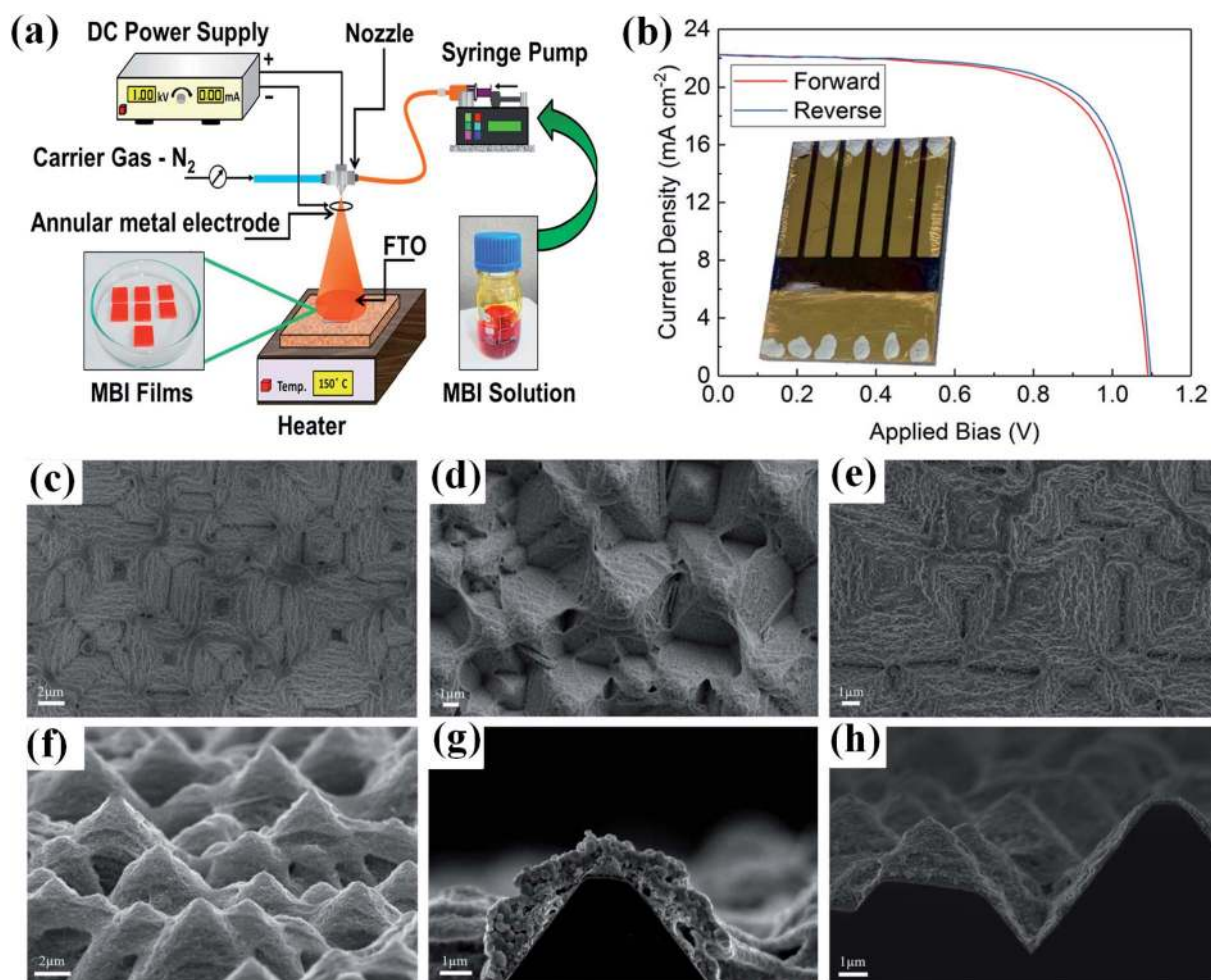 (a)
DC Power Supply
+
-
1.00 kV
0.00 mA
Nozzle
Syringe Pump
Carrier Gas - N₂
Annular metal electrode
FTO
Temp. 150° C
MBI Films
Heater
MBI Solution
(b)
24
20
16
12
8
4
0
Current Density (mA cm⁻²)
Forward
Reverse
0.0 0.2 0.4 0.6 0.8 1.0 1.2
Applied Bias (V)
(c)
2µm
(d)
1µm
(e)
1µm
(f)
2µm
(g)
1µm
(h)
1µm